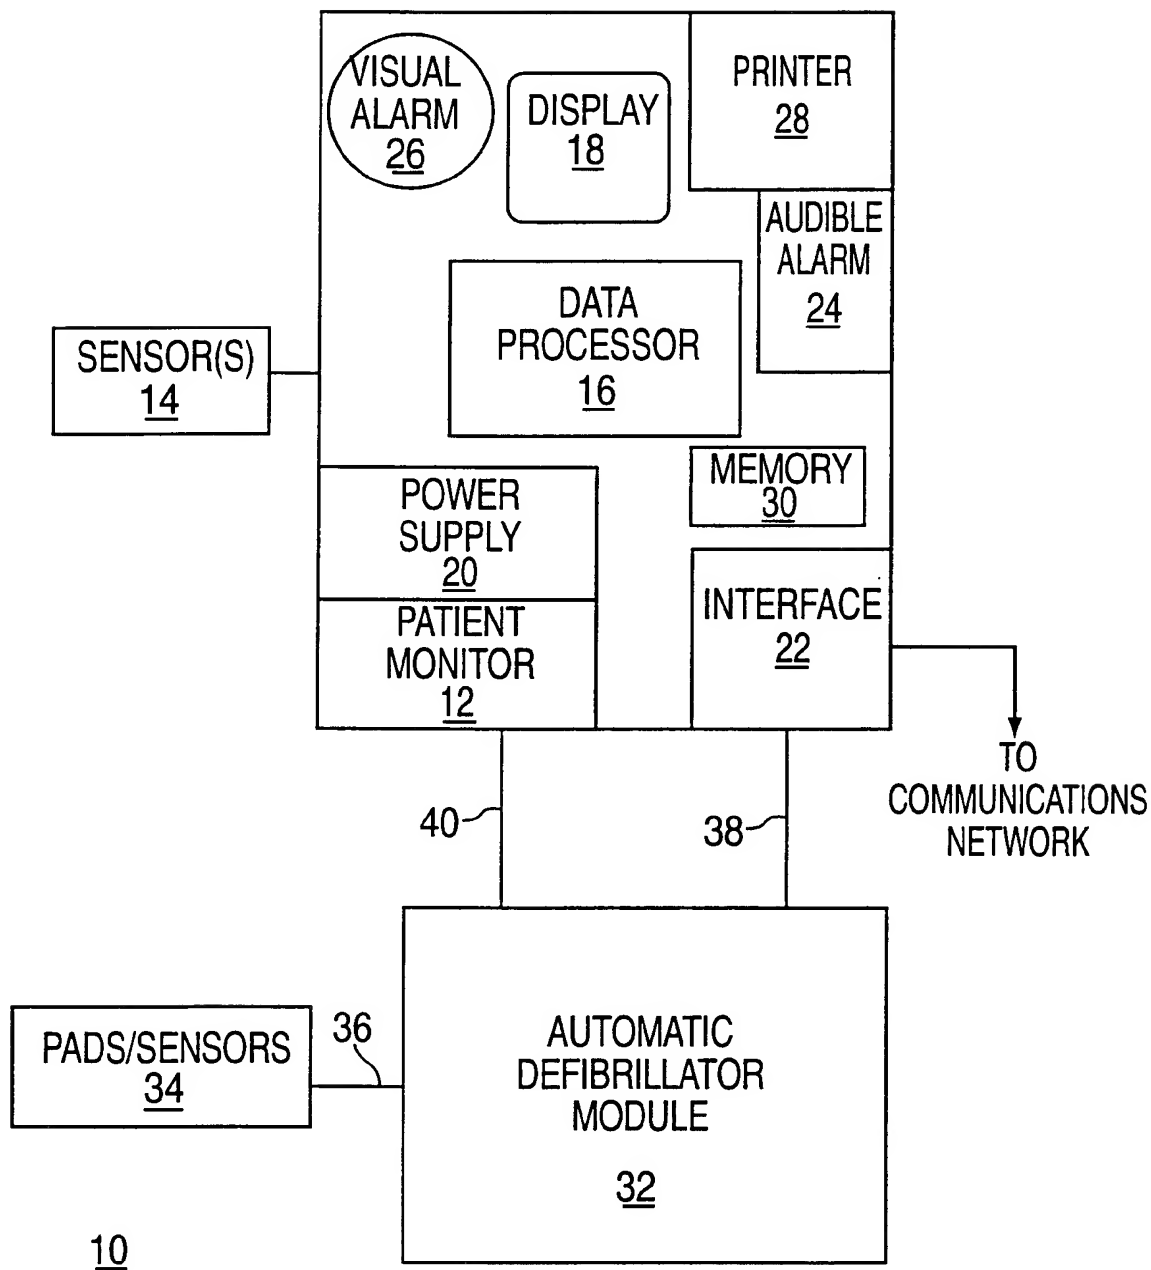 VISUAL
ALARM
26
DISPLAY
18
PRINTER
28
AUDIBLE
ALARM
24
DATA
PROCESSOR
16
SENSOR(S)
14
MEMORY
30
POWER
SUPPLY
20
PATIENT
MONITOR
12
INTERFACE
22
TO
COMMUNICATIONS
NETWORK
40
38
PADS/SENSORS
34
36
AUTOMATIC
DEFIBRILLATOR
MODULE
32
10